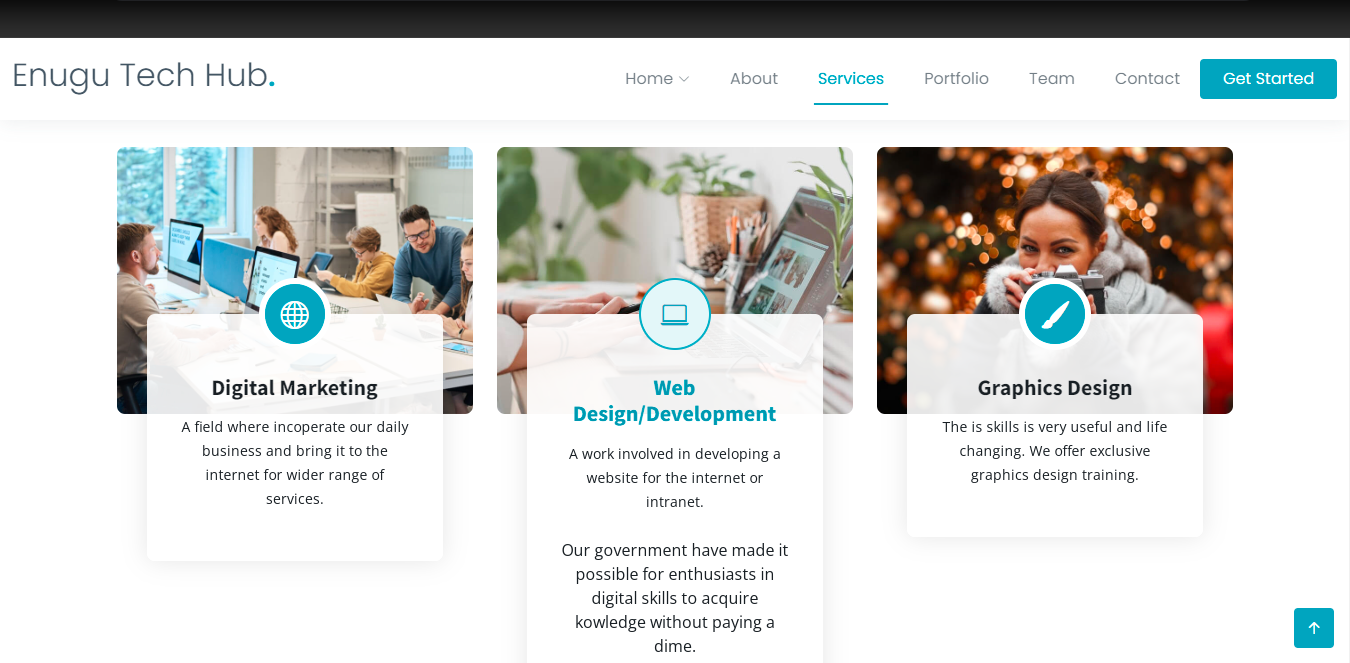 Enugu Tech Hub.
Home About Services Portfolio Team Contact Get Started
Digital Marketing
A field where incoperate our daily
business and bring it to the
internet for wider range of
services.
Web
Design/Development
A work involved in developing a
website for the internet or
intranet.
Our government have made it
possible for enthusiasts in
digital skills to acquire
kowledge without paying a
dime.
Graphics Design
The is skills is very useful and life
changing. We offer exclusive
graphics design training.